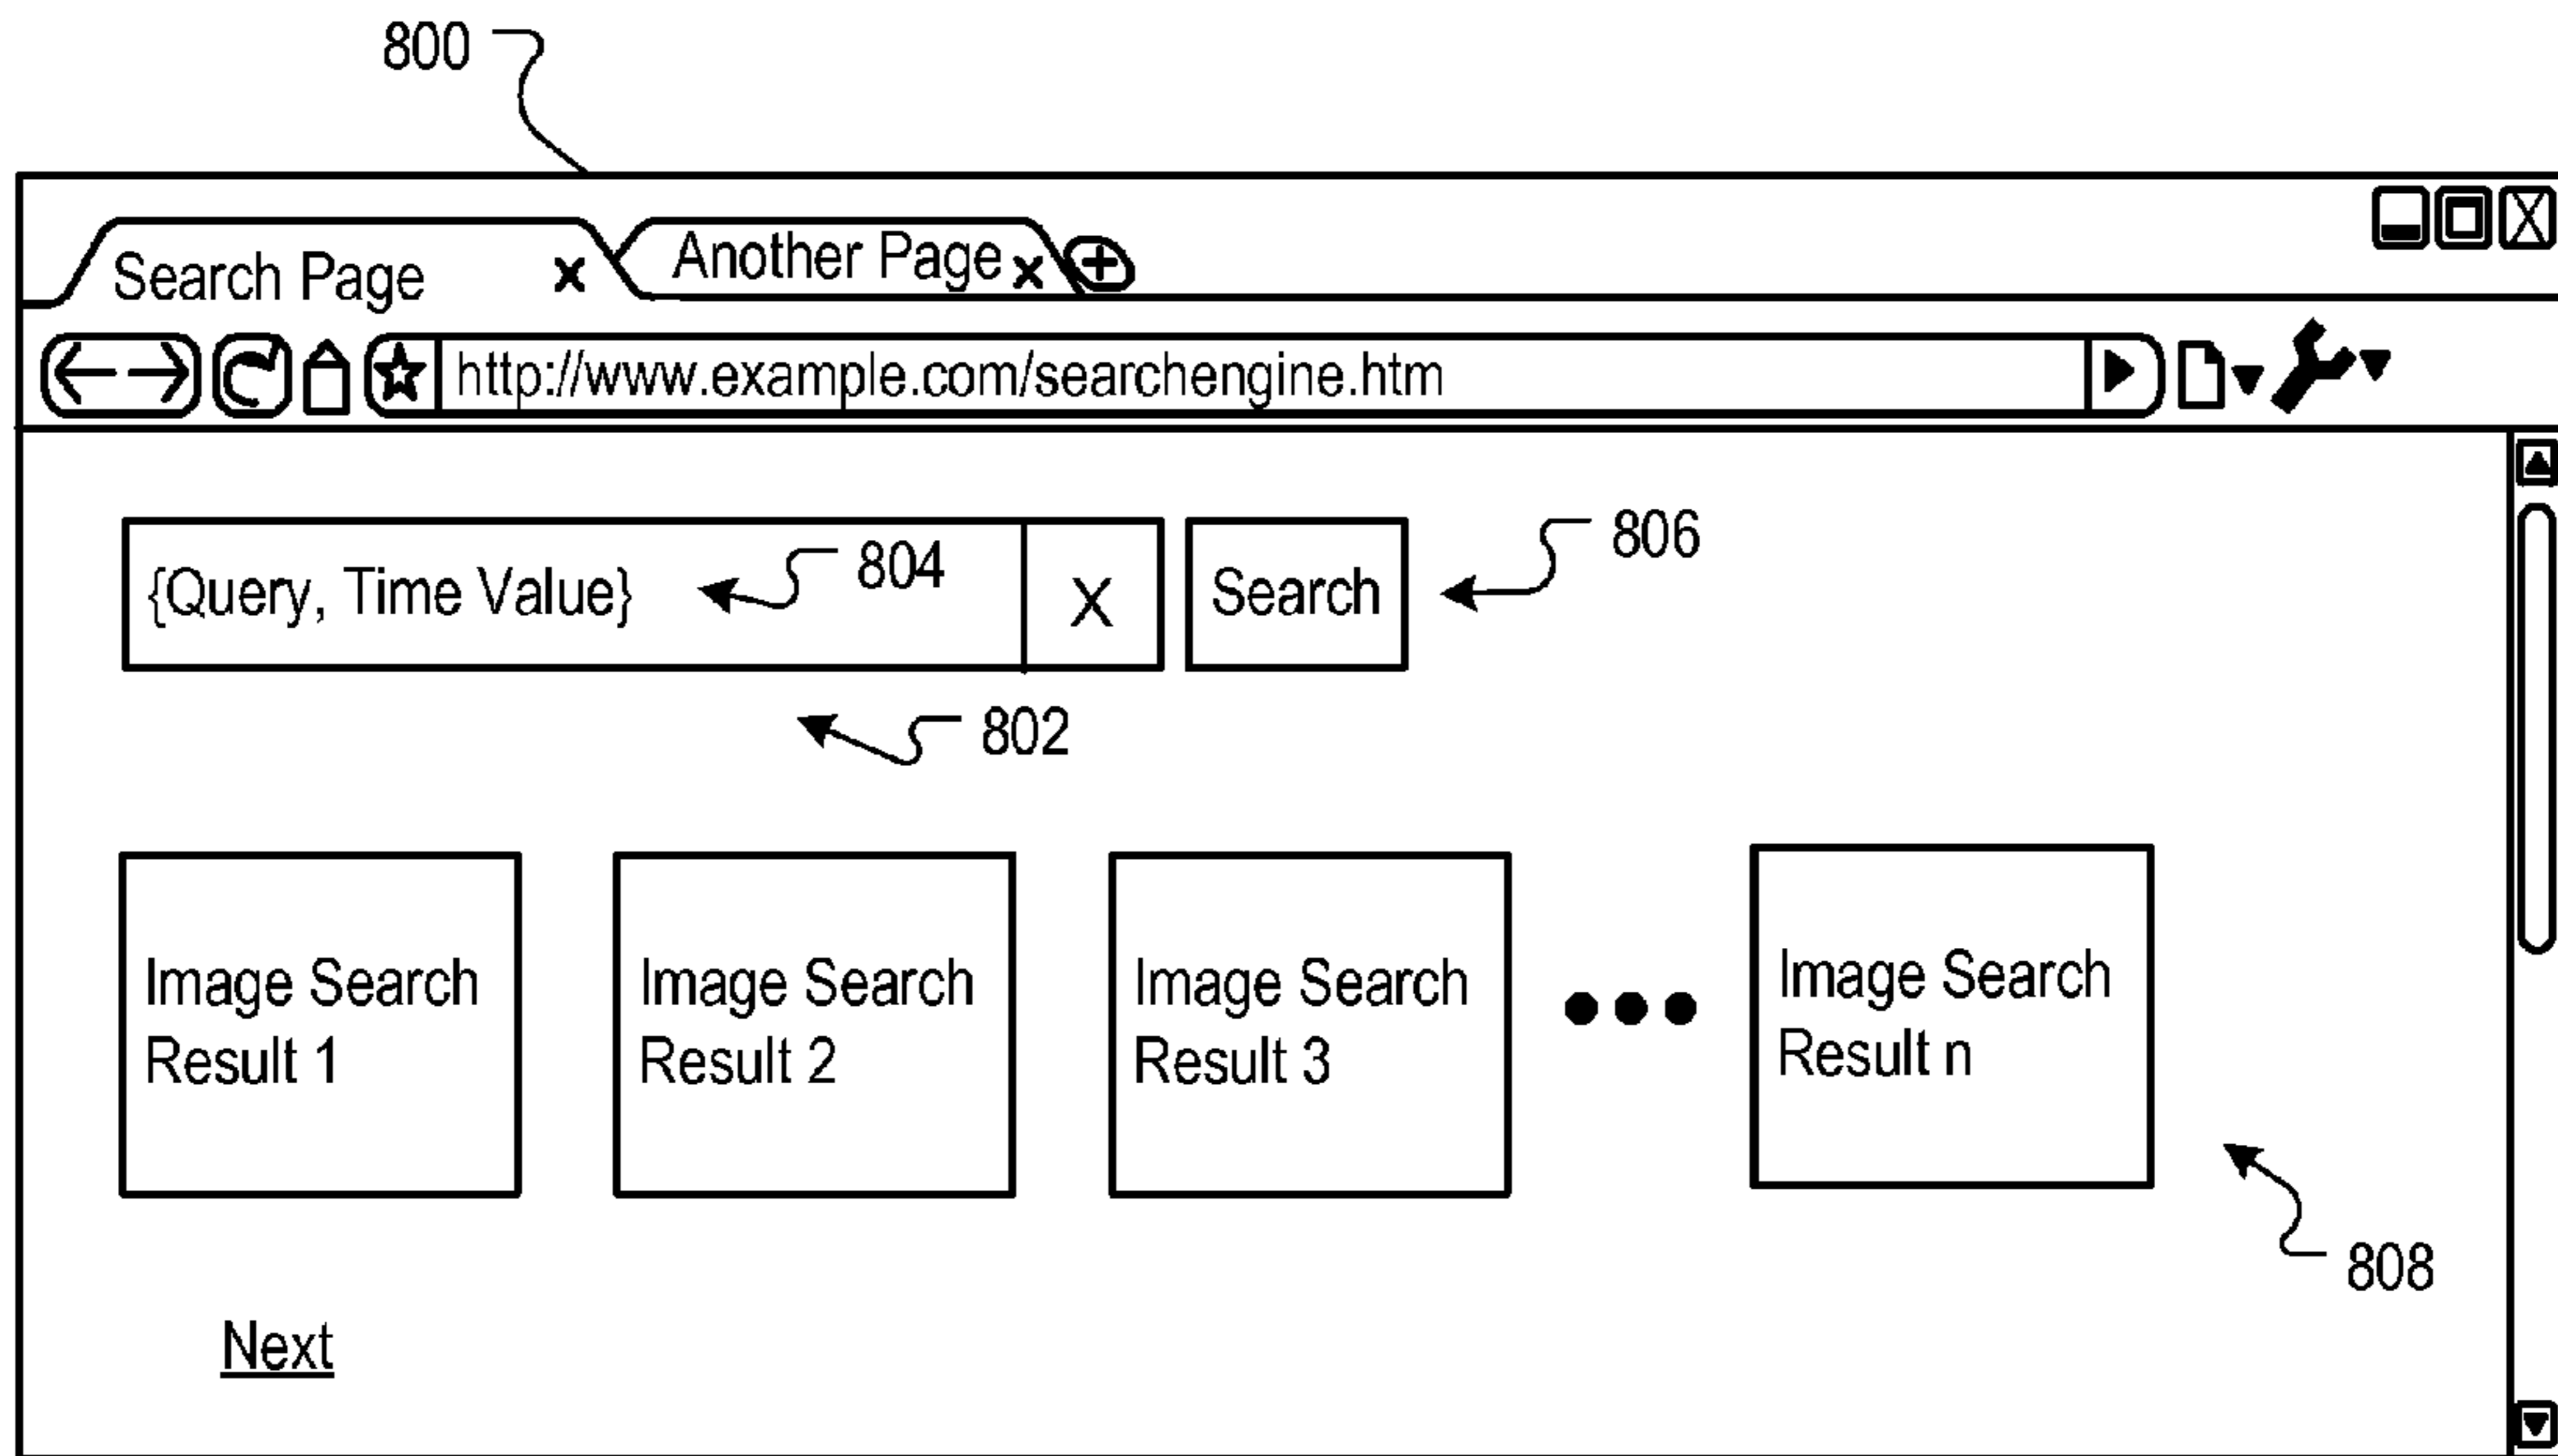 800
Search Page x
Another Page x
http://www.example.com/searchengine.htm
{Query, Time Value}
804
X
Search
806
802
Image Search
Result 1
Image Search
Result 2
Image Search
Result 3
Image Search
Result n
808
Next